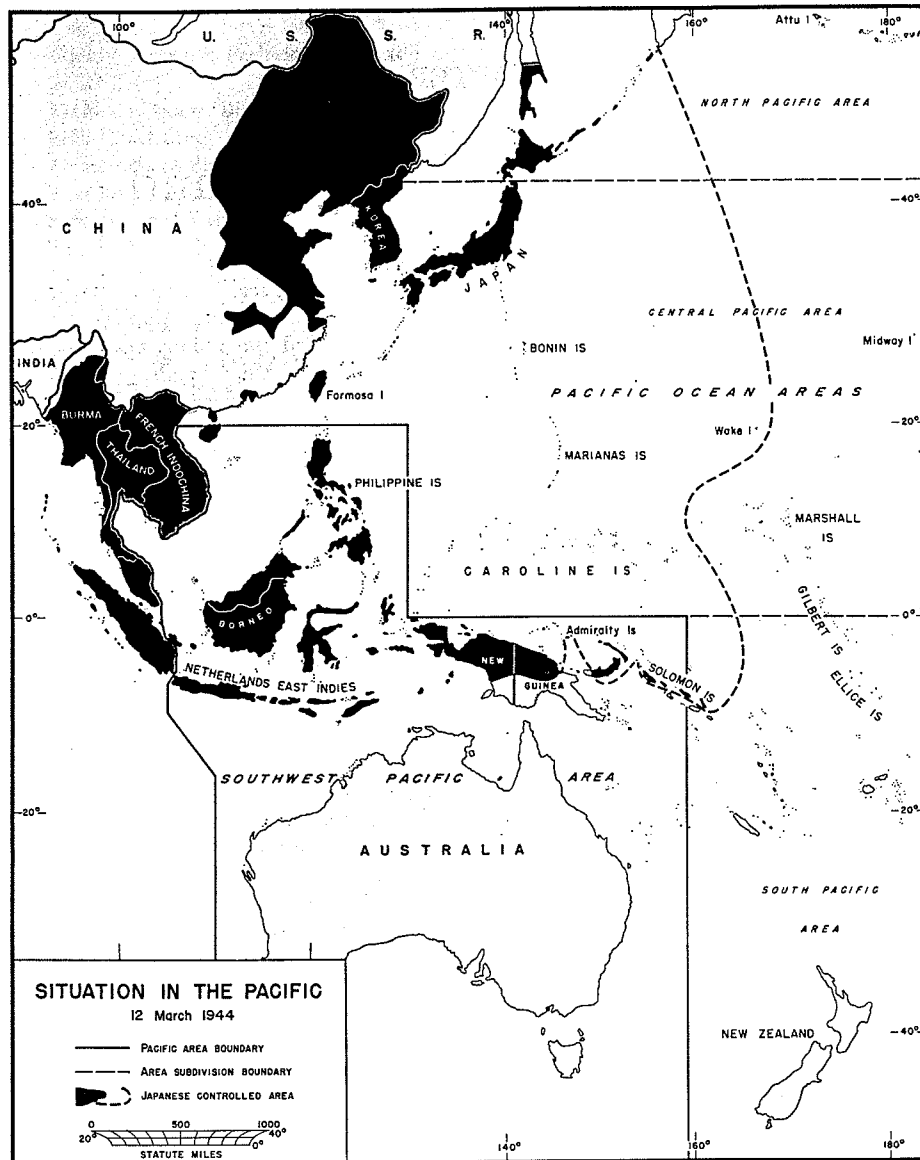 100°
U. S. S. R.
140°
160°
Attu I
180°
NORTH PACIFIC AREA
40°
40°
CHINA
KOREA
JAPAN
CENTRAL PACIFIC AREA
Midway I
INDIA
BONIN IS
Formosa I
PACIFIC OCEAN AREAS
BURMA
FRENCH INDOCHINA
20°
Wake I
20°
THAILAND
MARIANAS IS
PHILIPPINE IS
MARSHALL
IS
CAROLINE IS
GILBERT IS
0°
0°
BORNEO
Admiralty Is
NEW
GUINEA
SOLOMON IS
ELLICE IS
NETHERLANDS EAST INDIES
SOUTHWEST PACIFIC AREA
20°
20°
AUSTRALIA
SOUTH PACIFIC
AREA
SITUATION IN THE PACIFIC
12 March 1944
NEW ZEALAND
40°
PACIFIC AREA BOUNDARY
AREA SUBDIVISION BOUNDARY
JAPANESE CONTROLLED AREA
0 500 1000
20° 40°
0°
STATUTE MILES
140°
160°
180°